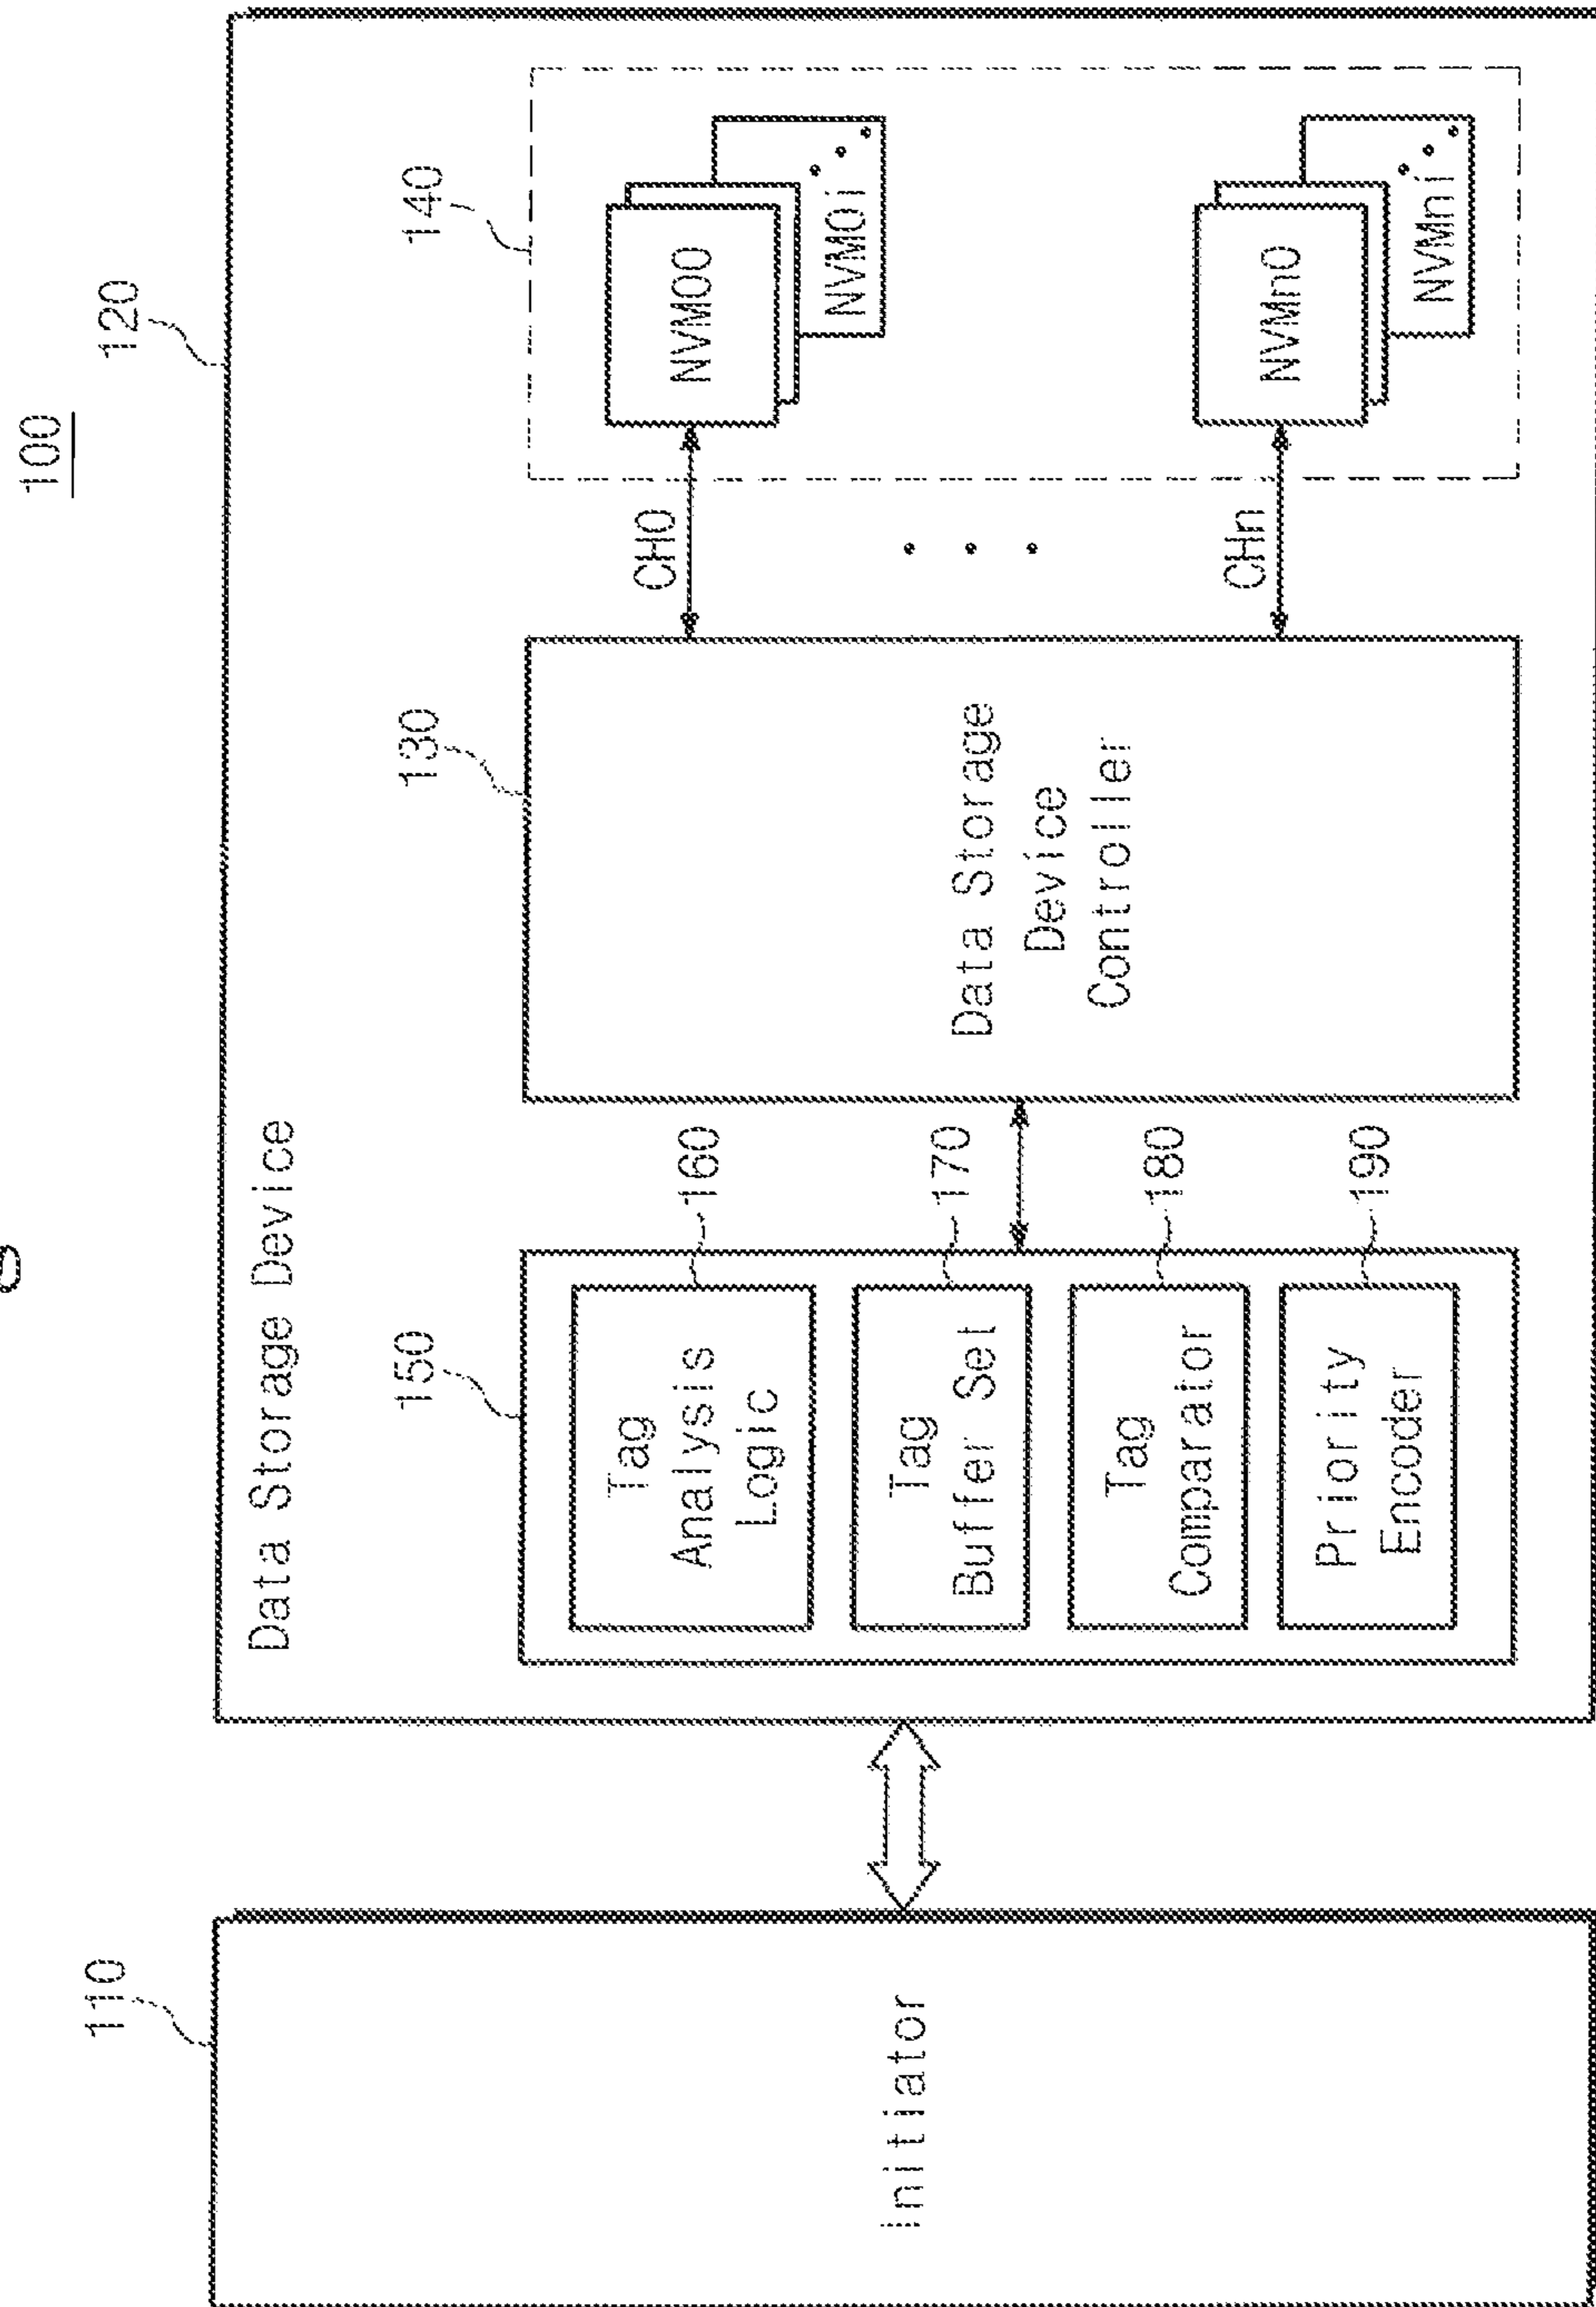 100
110
Initiator
120
Data Storage Device
150
Tag
Analysis
Logic
160
Tag
Buffer Set
170
Tag
Comparator
180
Priority
Encoder
190
130
Data Storage
Device
Controller
CH0
CHn
140
NVM00
NVM0i
NVMn0
NVMni